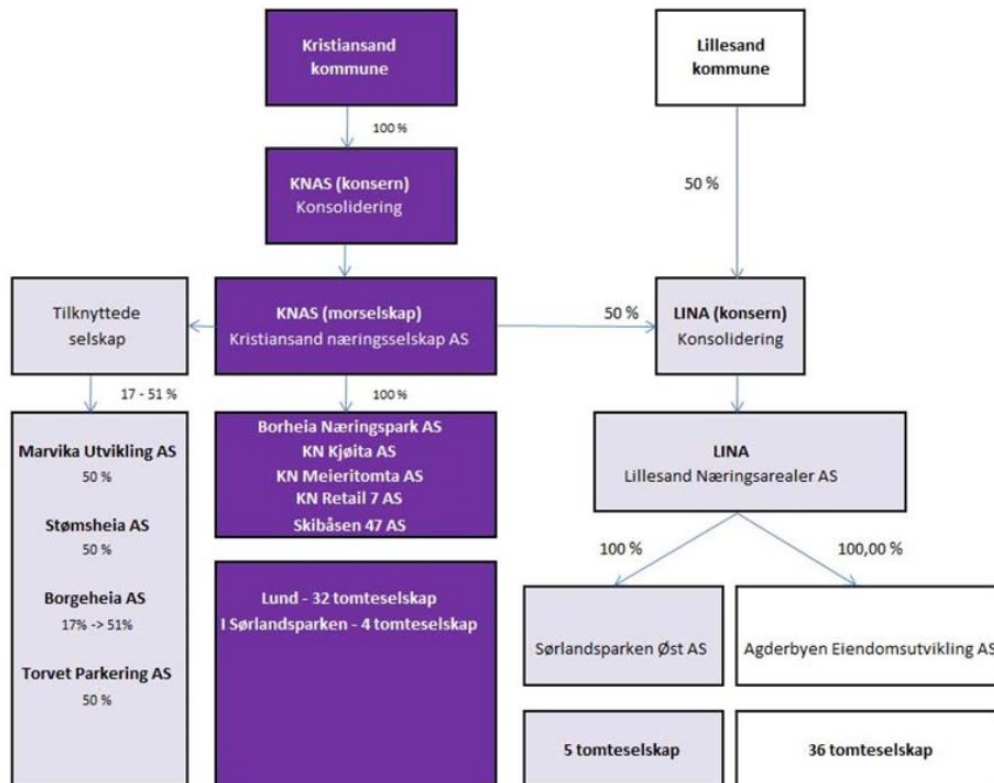 Kristiansand
kommune
Lillesand
kommune
100 %
KNAS (konsern)
Konsolidering
50 %
Tilknyttede
selskap
KNAS (morselskap)
Kristiansand næringsselskap AS
50 %
LINA (konsern)
Konsolidering
17 - 51 %
100 %
Marvika Utvikling AS
50 %
Stømsheia AS
50 %
Borgeheia AS
17% -> 51%
Torvet Parkering AS
50 %
Borheia Næringspark AS
KN Kjøita AS
KN Meieritomta AS
KN Retail 7 AS
Skibåsen 47 AS
Lund - 32 tomteselskap
I Sørlandsparken - 4 tomteselskap
LINA
Lillesand Næringsarealer AS
100 %
100,00 %
Sørlandsparken Øst AS
Agderbyen Eiendomsutvikling AS
5 tomteselskap
36 tomteselskap